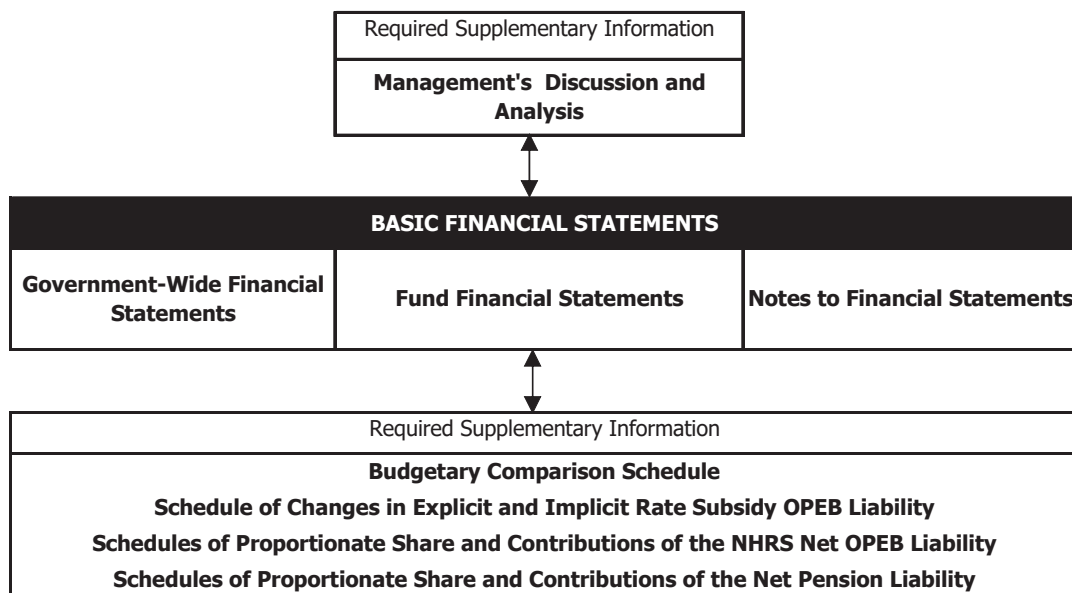 Required Supplementary Information
Management's Discussion and
Analysis
BASIC FINANCIAL STATEMENTS
Government-Wide Financial
Statements
Fund Financial Statements
Notes to Financial Statements
Required Supplementary Information
Budgetary Comparison Schedule
Schedule of Changes in Explicit and Implicit Rate Subsidy OPEB Liability
Schedules of Proportionate Share and Contributions of the NHRS Net OPEB Liability
Schedules of Proportionate Share and Contributions of the Net Pension Liability